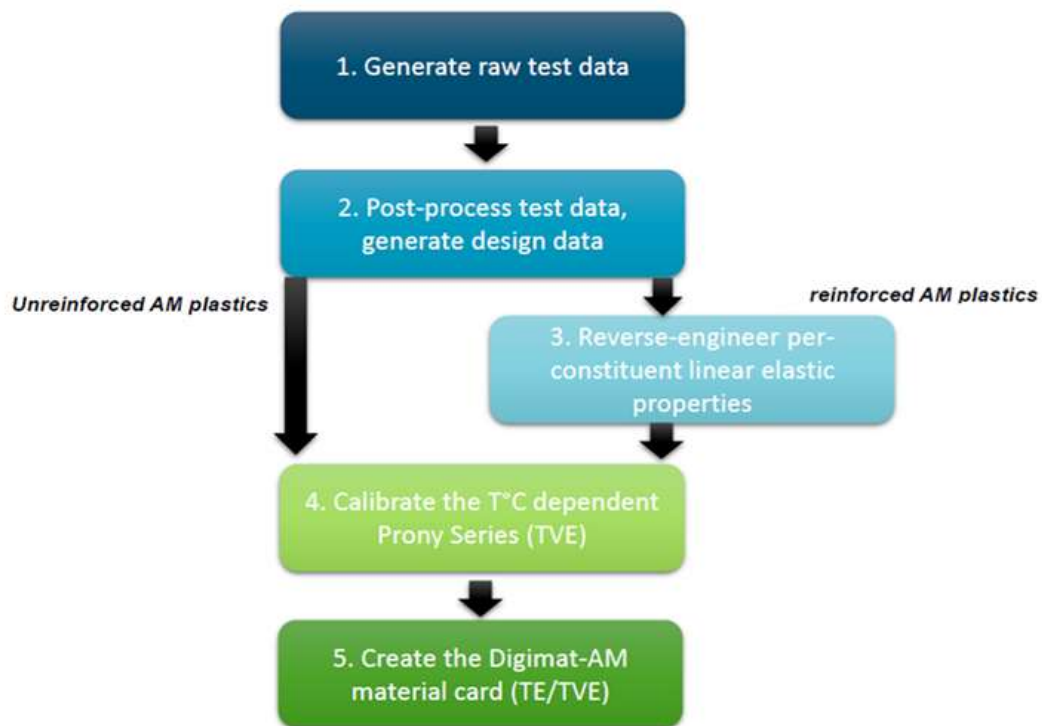 1. Generate raw test data
2. Post-process test data,
generate design data
Unreinforced AM plastics
reinforced AM plastics
3. Reverse-engineer per-
constituent linear elastic
properties
4. Calibrate the T°C dependent
Prony Series (TVE)
5. Create the Digimat-AM
material card (TE/TVE)